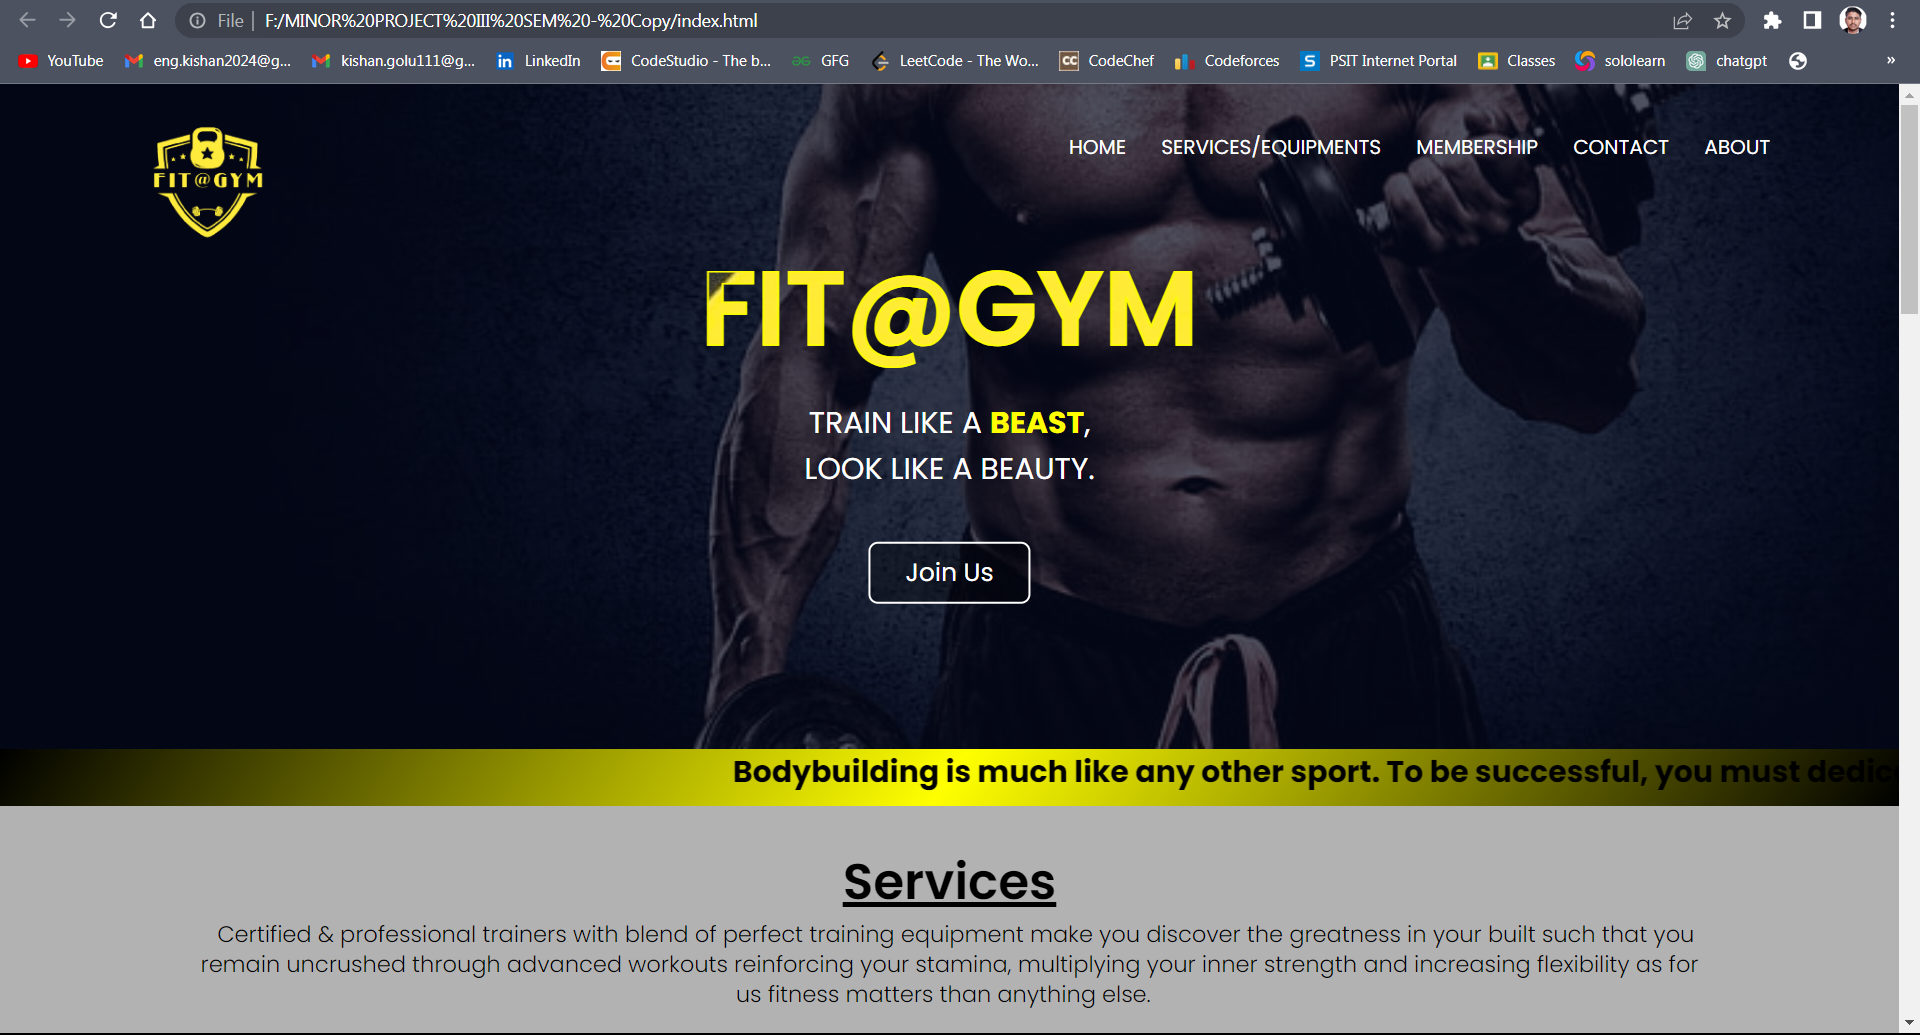 File | F:/MINOR%20PROJECT%20III%20SEM%20-%20Copy/index.html
YouTube eng.kishan2024@g... kishan.golu111@g... in LinkedIn CodeStudio - The b... GFG LeetCode - The Wo... CC CodeChef Codeforces S PSIT Internet Portal Classes sololearn chatgpt »
FIT@GYM
HOME SERVICES/EQUIPMENTS MEMBERSHIP CONTACT ABOUT
FIT@GYM
TRAIN LIKE A BEAST,
LOOK LIKE A BEAUTY.
Join Us
Bodybuilding is much like any other sport. To be successful, you must dedic
Services
Certified & professional trainers with blend of perfect training equipment make you discover the greatness in your built such that you
remain uncrushed through advanced workouts reinforcing your stamina, multiplying your inner strength and increasing flexibility as for
us fitness matters than anything else.